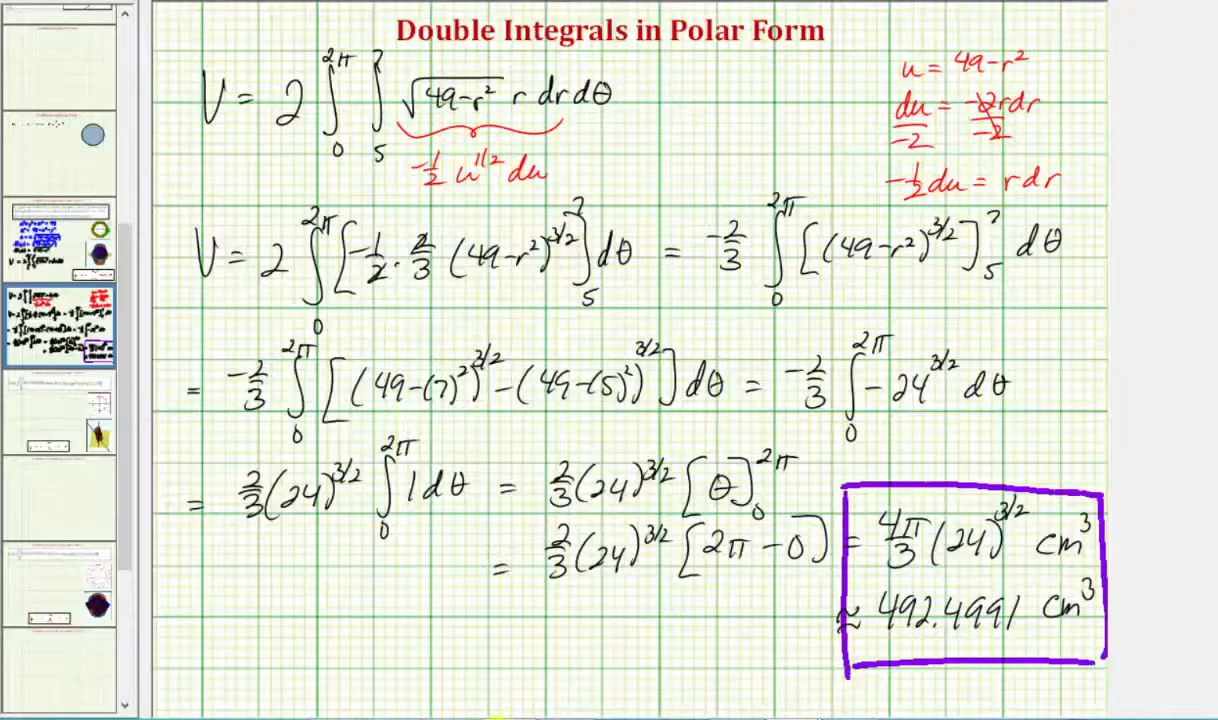 Double Integrals in Polar Form
V = 2 ∫₀^{2π} ∫₅^7 √(49-r²) r dr dθ
-1/2 u^{1/2} du
u = 49-r²
du/-2 = -2rdr/-2
-1/2 du = rdr
V = 2 ∫₀^{2π} [-1/2 · 2/3 (49-r²)^{3/2}]₅^7 dθ = -2/3 ∫₀^{2π} [(49-r²)^{3/2}]₅^7 dθ
= -2/3 ∫₀^{2π} [(49-(7)²)^{3/2} - (49-(5)²)^{3/2}] dθ = -2/3 ∫₀^{2π} -24^{3/2} dθ
= 2/3 (24)^{3/2} ∫₀^{2π} 1 dθ = 2/3 (24)^{3/2} [θ]₀^{2π}
= 2/3 (24)^{3/2} [2π - 0] = 4π/3 (24)^{3/2} cm³
≈ 492.4991 cm³